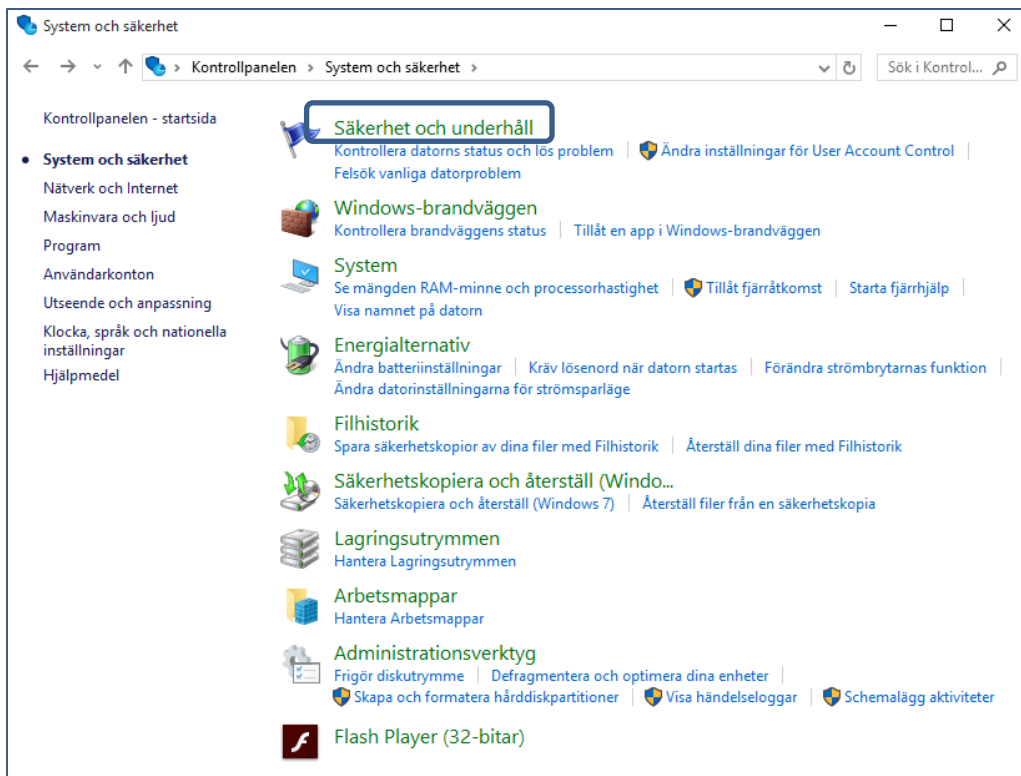 System och säkerhet
Kontrollpanelen > System och säkerhet >
Sök i Kontrol...
Kontrollpanelen - startsida
System och säkerhet
Nätverk och Internet
Maskinvara och ljud
Program
Användarkonton
Utseende och anpassning
Klocka, språk och nationella
inställningar
Hjälpmedel
Säkerhet och underhåll
Kontrollera datorns status och lös problem | Ändra inställningar för User Account Control |
Felsök vanliga datorproblem
Windows-brandväggen
Kontrollera brandväggens status | Tillåt en app i Windows-brandväggen
System
Se mängden RAM-minne och processorhastighet | Tillåt fjärråtkomst | Starta fjärrhjälp |
Visa namnet på datorn
Energialternativ
Ändra batteriinställningar | Kräv lösenord när datorn startas | Förändra strömbrytarnas funktion |
Ändra datorinställningarna för strömsparläge
Filhistorik
Spara säkerhetskopior av dina filer med Filhistorik | Återställ dina filer med Filhistorik
Säkerhetskopiera och återställ (Windo...
Säkerhetskopiera och återställ (Windows 7) | Återställ filer från en säkerhetskopia
Lagringsutrymmen
Hantera Lagringsutrymmen
Arbetsmappar
Hantera Arbetsmappar
Administrationsverktyg
Frigör diskutrymme | Defragmentera och optimera dina enheter |
Skapa och formatera hårddiskpartitioner | Visa händelseloggar | Schemalägg aktiviteter
Flash Player (32-bitar)